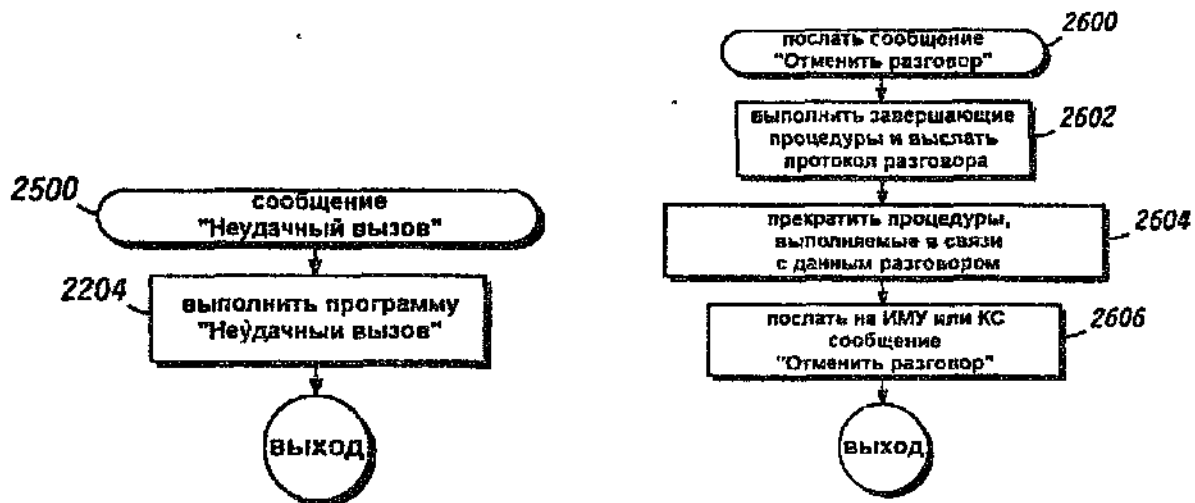 2500
сообщение
"Неудачный вызов"
2204
выполнить программу
"Неудачный вызов"
выход
2600
послать сообщение
"Отменить разговор"
2602
выполнить завершающие
процедуры и выслать
протокол разговора
2604
прекратить процедуры,
выполняемые в связи
с данным разговором
2606
послать на ИМУ или КС
сообщение
"Отменить разговор"
выход